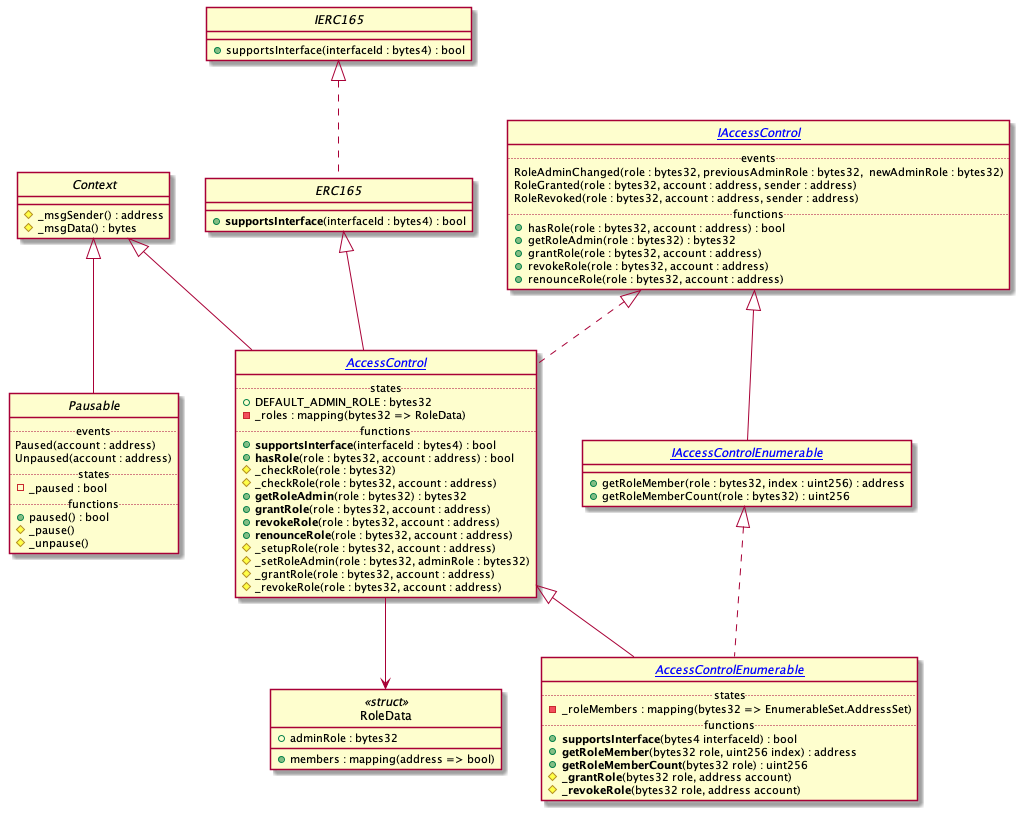 IERC165
supportsInterface(interfaceId : bytes4) : bool
IAccessControl
events
RoleAdminChanged(role : bytes32, previousAdminRole : bytes32,  newAdminRole : bytes32)
RoleGranted(role : bytes32, account : address, sender : address)
RoleRevoked(role : bytes32, account : address, sender : address)
functions
hasRole(role : bytes32, account : address) : bool
getRoleAdmin(role : bytes32) : bytes32
grantRole(role : bytes32, account : address)
revokeRole(role : bytes32, account : address)
renounceRole(role : bytes32, account : address)
Context
_msgSender() : address
_msgData() : bytes
ERC165
supportsInterface(interfaceId : bytes4) : bool
AccessControl
states
DEFAULT_ADMIN_ROLE : bytes32
_roles : mapping(bytes32 => RoleData)
functions
supportsInterface(interfaceId : bytes4) : bool
hasRole(role : bytes32, account : address) : bool
_checkRole(role : bytes32)
_checkRole(role : bytes32, account : address)
getRoleAdmin(role : bytes32) : bytes32
grantRole(role : bytes32, account : address)
revokeRole(role : bytes32, account : address)
renounceRole(role : bytes32, account : address)
_setupRole(role : bytes32, account : address)
_setRoleAdmin(role : bytes32, adminRole : bytes32)
_grantRole(role : bytes32, account : address)
_revokeRole(role : bytes32, account : address)
Pausable
events
Paused(account : address)
Unpaused(account : address)
states
_paused : bool
functions
paused() : bool
_pause()
_unpause()
IAccessControlEnumerable
getRoleMember(role : bytes32, index : uint256) : address
getRoleMemberCount(role : bytes32) : uint256
«struct»
RoleData
adminRole : bytes32
members : mapping(address => bool)
AccessControlEnumerable
states
_roleMembers : mapping(bytes32 => EnumerableSet.AddressSet)
functions
supportsInterface(bytes4 interfaceId) : bool
getRoleMember(bytes32 role, uint256 index) : address
getRoleMemberCount(bytes32 role) : uint256
_grantRole(bytes32 role, address account)
_revokeRole(bytes32 role, address account)